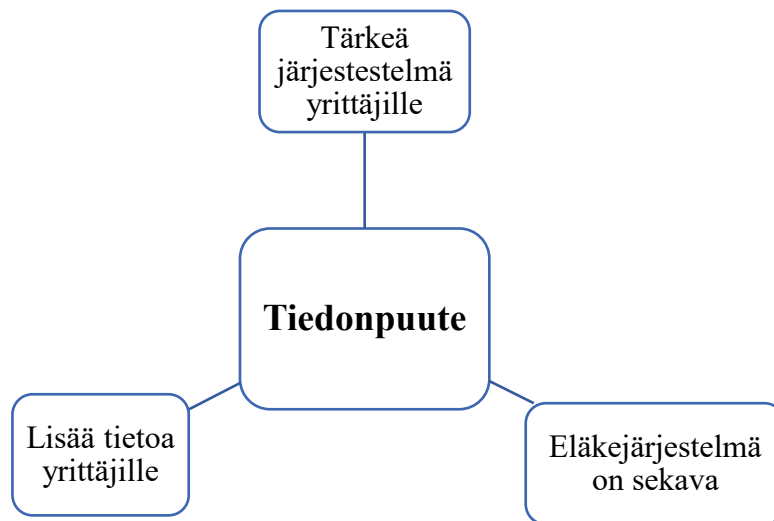 Tärkeä
järjestestelmä
yrittäjille
Tiedonpuute
Lisää tietoa
yrittäjille
Eläkejärjestelmä
on sekava